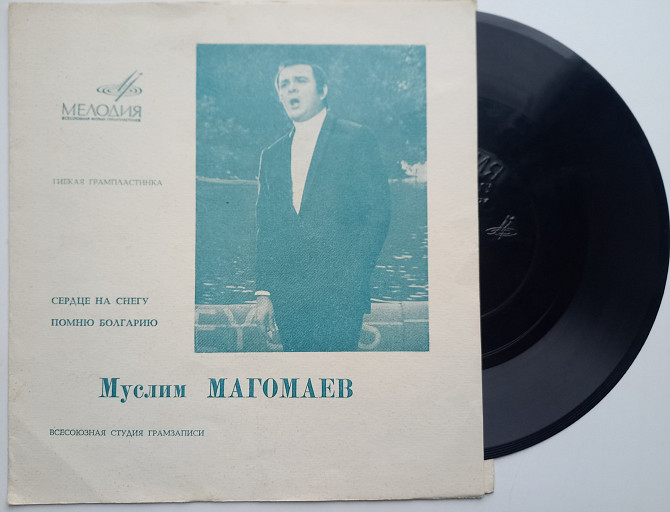 МЕЛОДИЯ
ВСЕСОЮЗНАЯ ФИРМА ГРАМПЛАСТИНОК
ГИБКАЯ ГРАМПЛАСТИНКА
СЕРДЦЕ НА СНЕГУ
ПОМНЮ БОЛГАРИЮ
Муслим МАГОМАЕВ
ВСЕСОЮЗНАЯ СТУДИЯ ГРАМЗАПИСИ